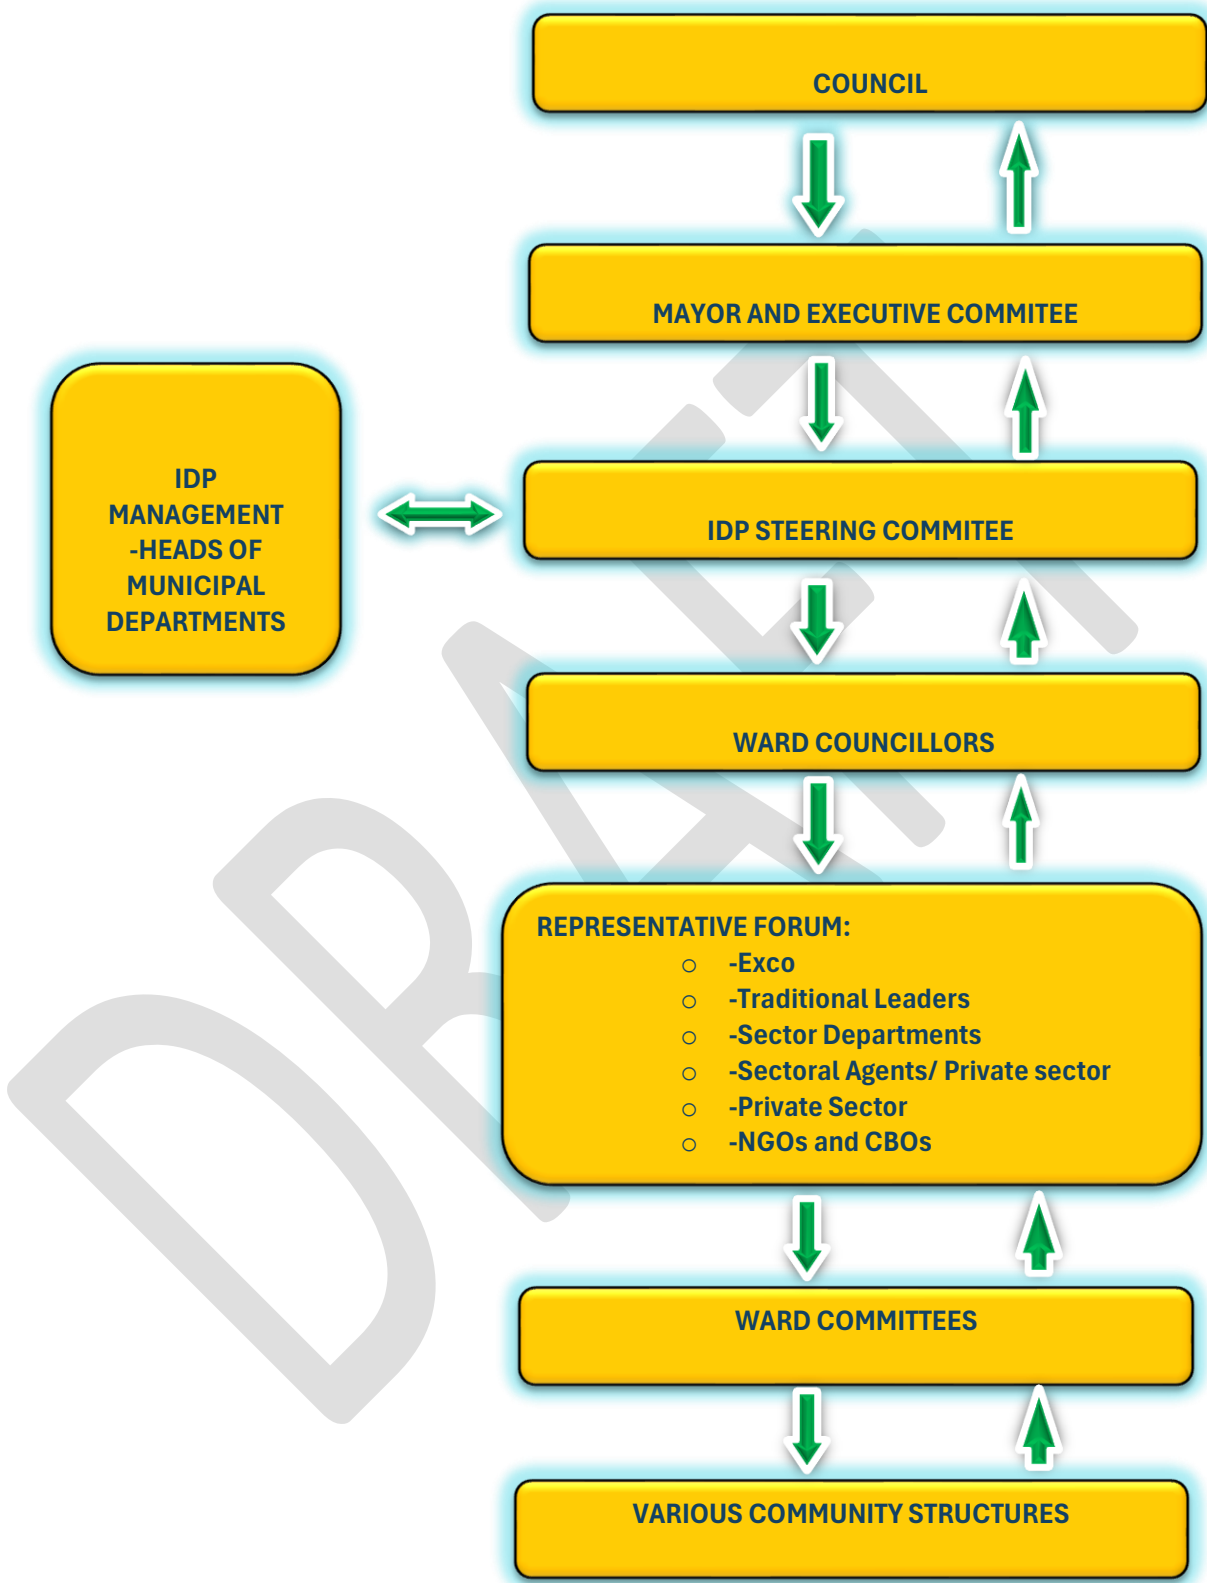 COUNCIL
MAYOR AND EXECUTIVE COMMITEE
IDP
MANAGEMENT
-HEADS OF
MUNICIPAL
DEPARTMENTS
IDP STEERING COMMITEE
WARD COUNCILLORS
REPRESENTATIVE FORUM:
o -Exco
o -Traditional Leaders
o -Sector Departments
o -Sectoral Agents/ Private sector
o -Private Sector
o -NGOs and CBOs
WARD COMMITTEES
VARIOUS COMMUNITY STRUCTURES
DRAFT